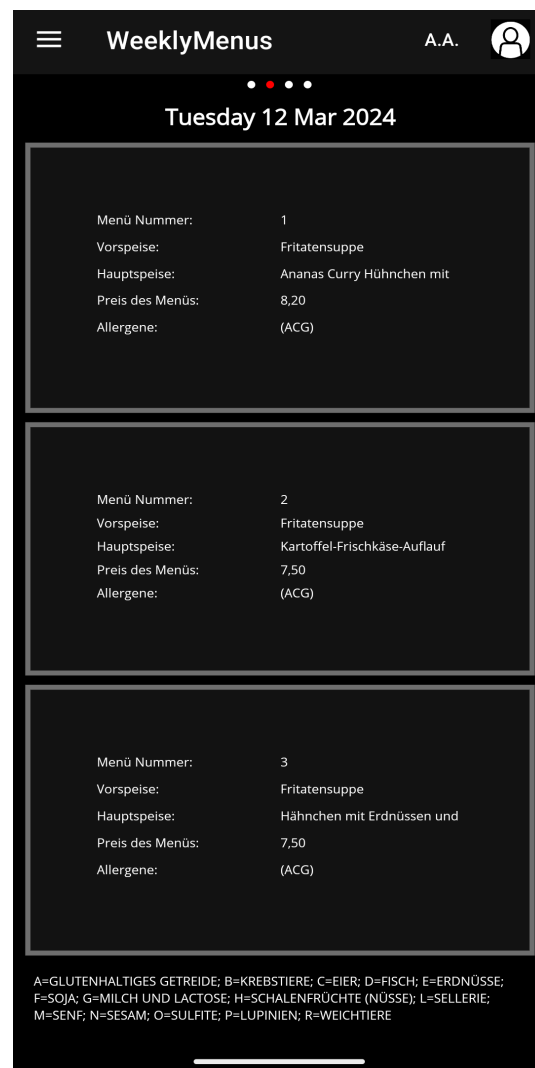 WeeklyMenus A.A.
Tuesday 12 Mar 2024
Menü Nummer: 1
Vorspeise: Fritatensuppe
Hauptspeise: Ananas Curry Hühnchen mit
Preis des Menüs: 8,20
Allergene: (ACG)
Menü Nummer: 2
Vorspeise: Fritatensuppe
Hauptspeise: Kartoffel-Frischkäse-Auflauf
Preis des Menüs: 7,50
Allergene: (ACG)
Menü Nummer: 3
Vorspeise: Fritatensuppe
Hauptspeise: Hähnchen mit Erdnüssen und
Preis des Menüs: 7,50
Allergene: (ACG)
A=GLUTENHALTIGES GETREIDE; B=KREBSTIERE; C=EIER; D=FISCH; E=ERDNÜSSE;
F=SOJA; G=MILCH UND LACTOSE; H=SCHALENFRÜCHTE (NÜSSE); L=SELLERIE;
M=SENF; N=SESAM; O=SULFITE; P=LUPINIEN; R=WEICHTIERE